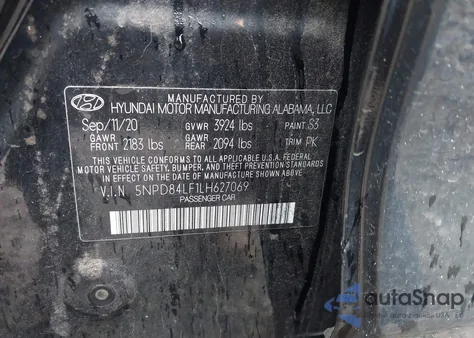 MANUFACTURED BY
HYUNDAI MOTOR MANUFACTURING ALABAMA, LLC
Sep/11/20 GVWR 3924 lbs PAINT S3
GAWR FRONT 2183 lbs GAWR REAR 2094 lbs TRIM PK
THIS VEHICLE CONFORMS TO ALL APPLICABLE U.S.A. FEDERAL
MOTOR VEHICLE SAFETY, BUMPER, AND THEFT PREVENTION
STANDARDS IN EFFECT ON THE DATE OF MANUFACTURE SHOWN ABOVE.
V.I.N 5NPD84LF1LH627069
PASSENGER CAR
autoShap